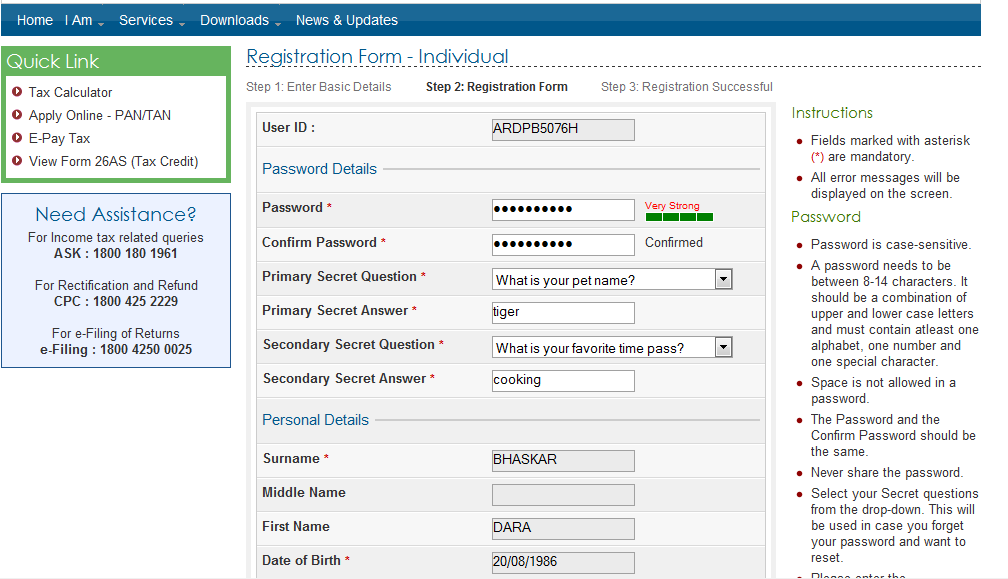 Home I Am Services Downloads News & Updates
Quick Link
Tax Calculator
Apply Online - PAN/TAN
E-Pay Tax
View Form 26AS (Tax Credit)
Need Assistance?
For Income tax related queries
ASK : 1800 180 1961
For Rectification and Refund
CPC : 1800 425 2229
For e-Filing of Returns
e-Filing : 1800 4250 0025
Registration Form - Individual
Step 1: Enter Basic Details Step 2: Registration Form Step 3: Registration Successful
User ID : ARDPB5076H
Password Details
Password * •••••••••• Very Strong
Confirm Password * •••••••••• Confirmed
Primary Secret Question * What is your pet name?
Primary Secret Answer * tiger
Secondary Secret Question * What is your favorite time pass?
Secondary Secret Answer * cooking
Personal Details
Surname * BHASKAR
Middle Name
First Name DARA
Date of Birth * 20/08/1986
Instructions
Fields marked with asterisk
(*) are mandatory.
All error messages will be
displayed on the screen.
Password
Password is case-sensitive.
A password needs to be
between 8-14 characters. It
should be a combination of
upper and lower case letters
and must contain atleast one
alphabet, one number and
one special character.
Space is not allowed in a
password.
The Password and the
Confirm Password should be
the same.
Never share the password.
Select your Secret questions
from the drop-down. This will
be used in case you forget
your password and want to
reset.
Please enter the